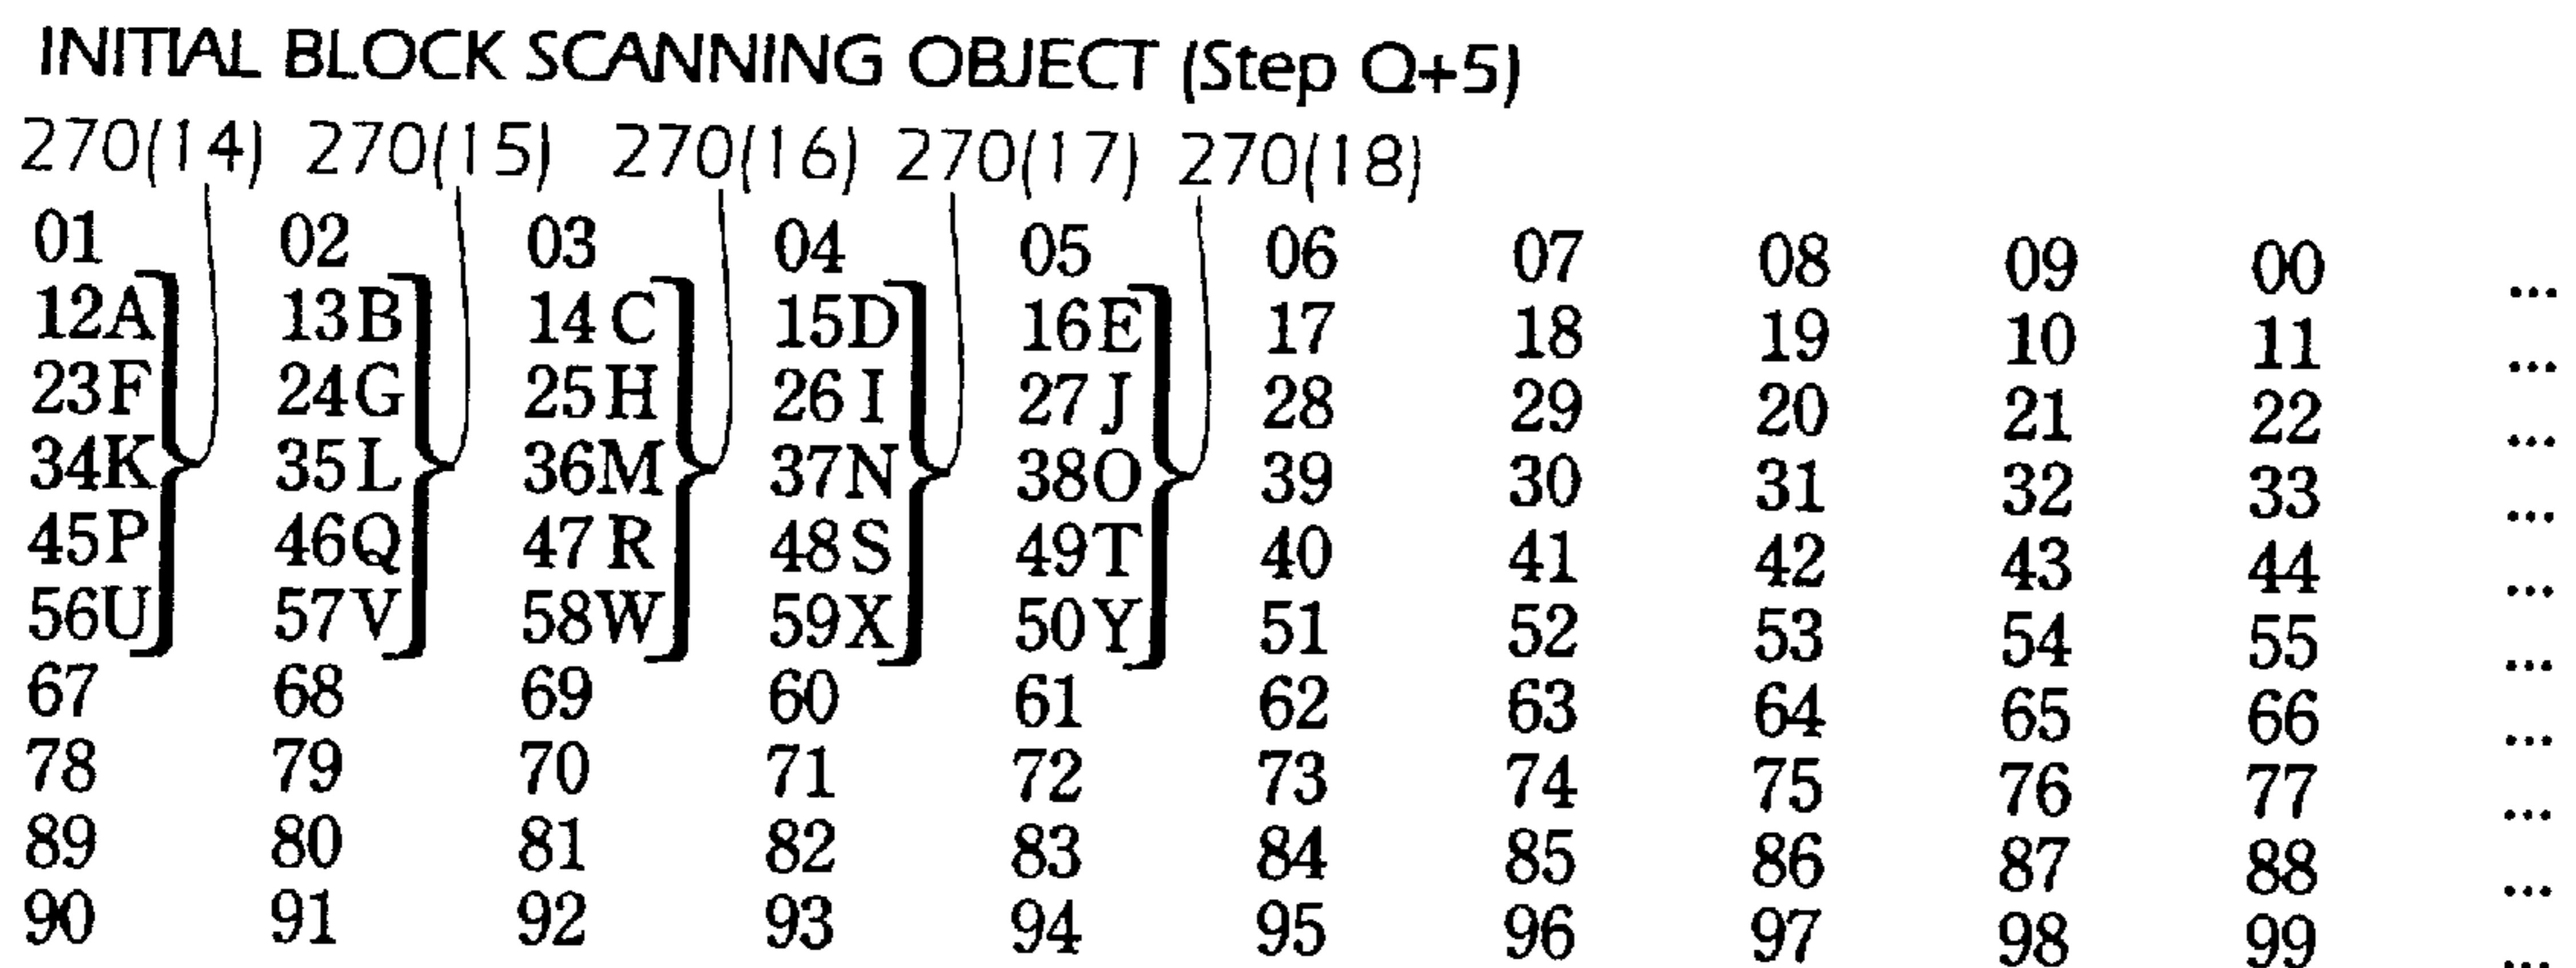 INITIAL BLOCK SCANNING OBJECT (Step Q+5)
270(14) 270(15) 270(16) 270(17) 270(18)
01 02 03 04 05 06 07 08 09 00 ...
12A 13B 14C 15D 16E 17 18 19 10 11 ...
23F 24G 25H 26I 27J 28 29 20 21 22 ...
34K 35L 36M 37N 38O 39 30 31 32 33 ...
45P 46Q 47R 48S 49T 40 41 42 43 44 ...
56U 57V 58W 59X 50Y 51 52 53 54 55 ...
67 68 69 60 61 62 63 64 65 66 ...
78 79 70 71 72 73 74 75 76 77 ...
89 80 81 82 83 84 85 86 87 88 ...
90 91 92 93 94 95 96 97 98 99 ...